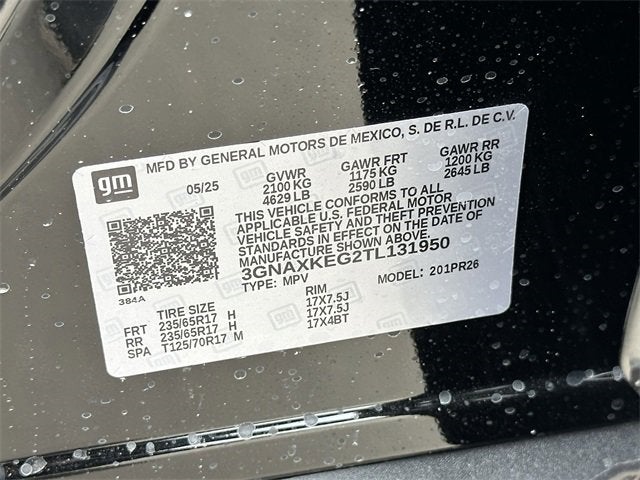 gm
MFD BY GENERAL MOTORS DE MEXICO, S. DE R.L. DE C.V.
05/25 GVWR GAWR FRT GAWR RR
2100 KG 1175 KG 1200 KG
4629 LB 2590 LB 2645 LB
THIS VEHICLE CONFORMS TO ALL
APPLICABLE U.S. FEDERAL MOTOR
VEHICLE SAFETY AND THEFT PREVENTION
STANDARDS IN EFFECT ON THE DATE OF
MANUFACTURE SHOWN ABOVE.
3GNAXKEG2TL131950
TYPE: MPV MODEL: 201PR26
384A
TIRE SIZE RIM
FRT 235/65R17 H 17X7.5J
RR 235/65R17 H 17X7.5J
SPA T125/70R17 M 17X4BT